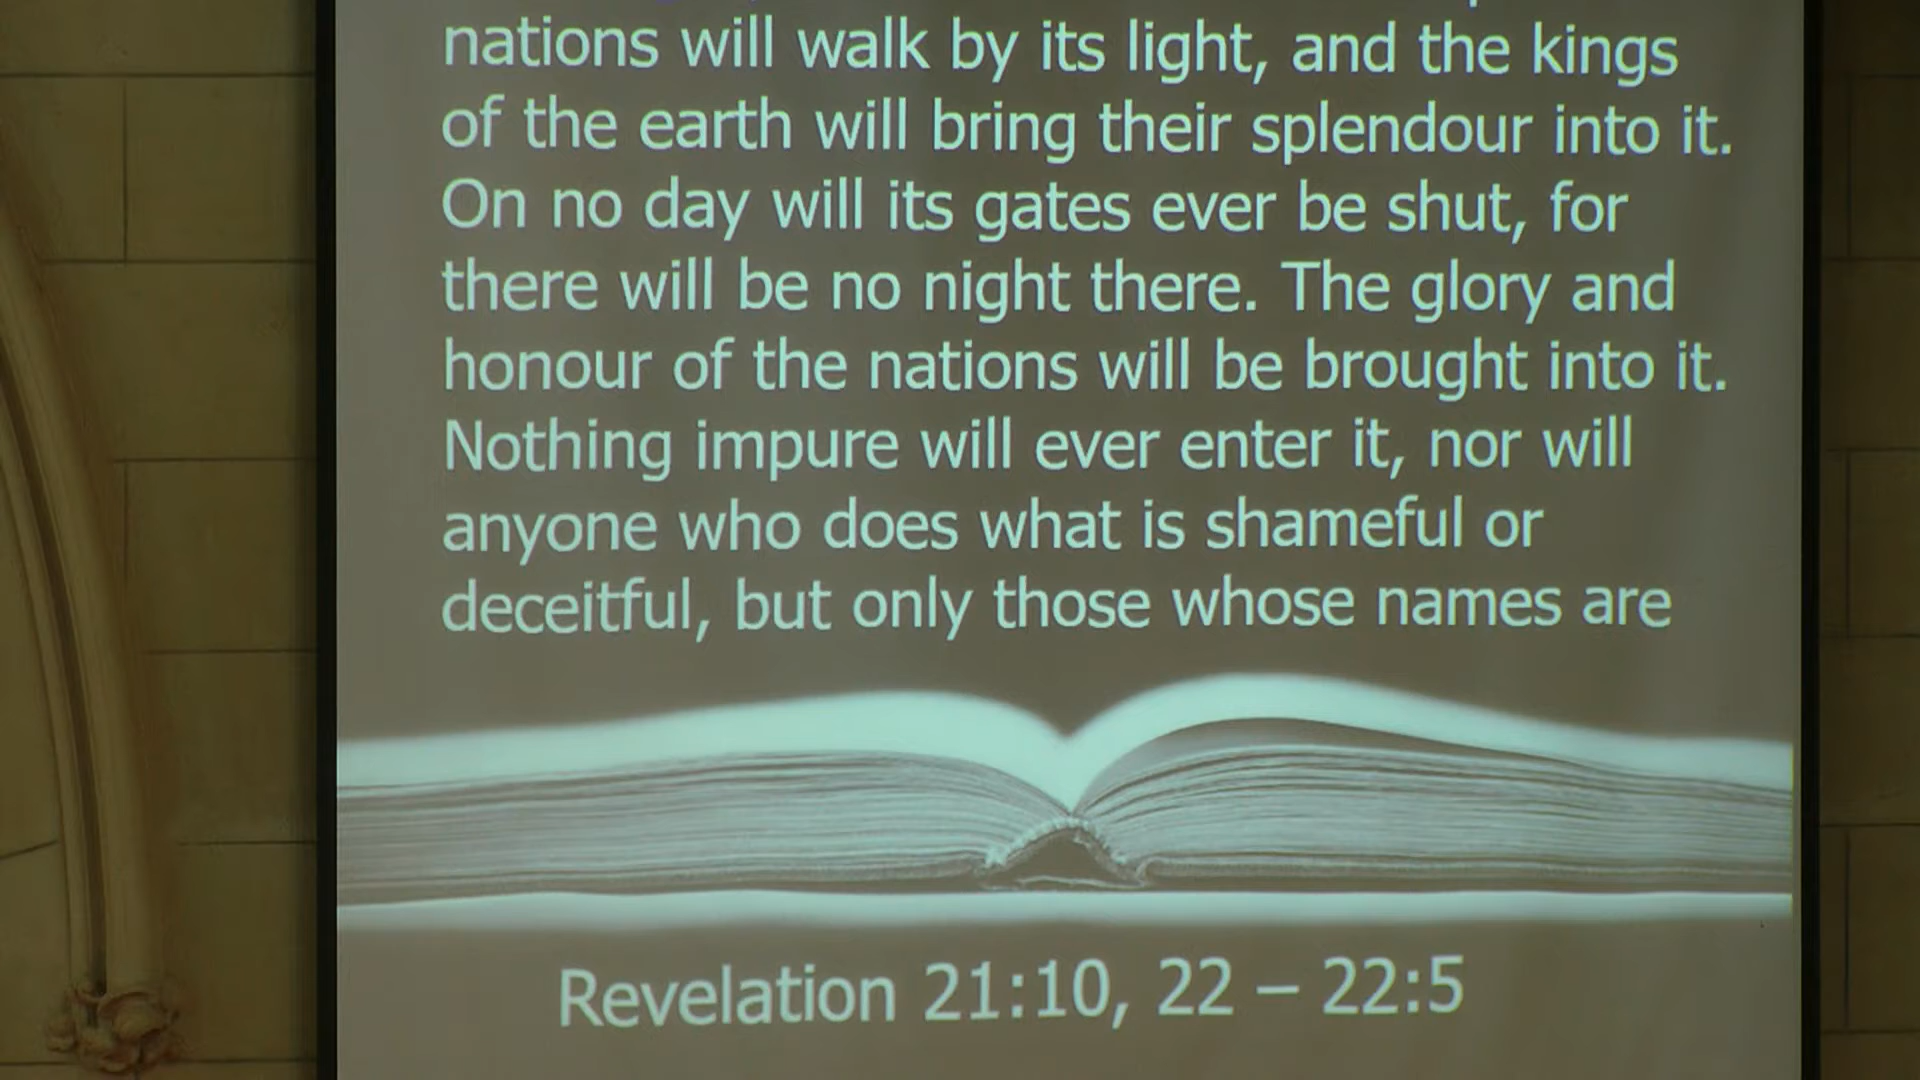 nations will walk by its light, and the kings
of the earth will bring their splendour into it.
On no day will its gates ever be shut, for
there will be no night there. The glory and
honour of the nations will be brought into it.
Nothing impure will ever enter it, nor will
anyone who does what is shameful or
deceitful, but only those whose names are
Revelation 21:10, 22 – 22:5